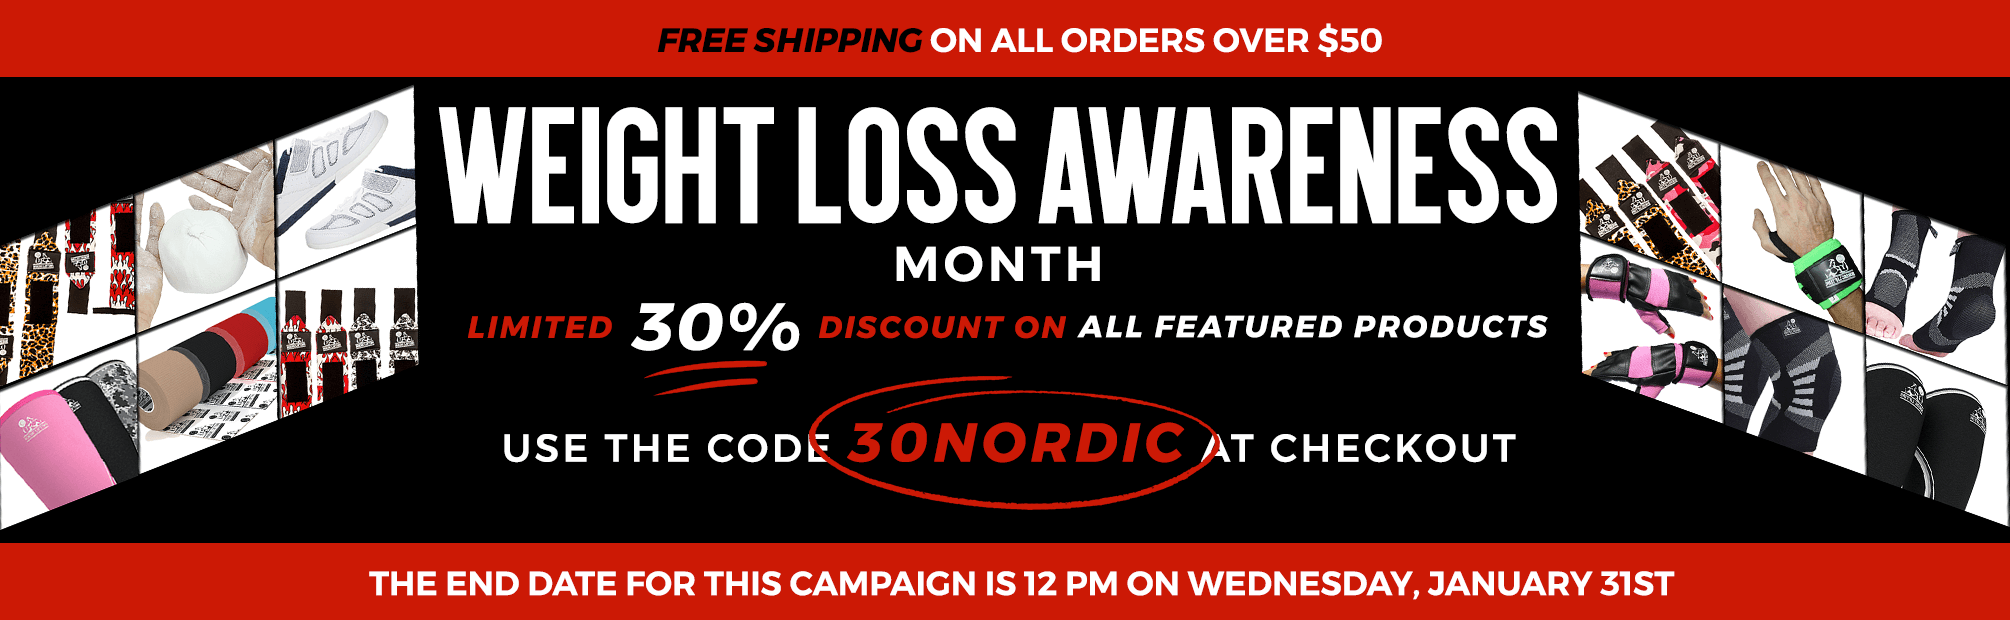 FREE SHIPPING ON ALL ORDERS OVER $50
WEIGHT LOSS AWARENESS
MONTH
LIMITED 30% DISCOUNT ON ALL FEATURED PRODUCTS
USE THE CODE 30NORDIC AT CHECKOUT
THE END DATE FOR THIS CAMPAIGN IS 12 PM ON WEDNESDAY, JANUARY 31ST